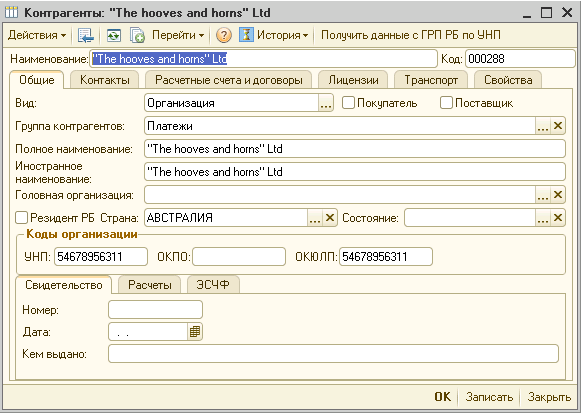 Контрагенты: "The hooves and horns" Ltd
Действия Перейти ? История Получить данные с ГРП РБ по УНП
Наименование: "The hooves and horns" Ltd Код: 000288
Общие Контакты Расчетные счета и договоры Лицензии Транспорт Свойства
Вид: Организация ... Покупатель Поставщик
Группа контрагентов: Платежи ... X
Полное наименование: "The hooves and horns" Ltd
Иностранное
наименование: "The hooves and horns" Ltd
Головная организация: ... X
Резидент РБ Страна: АВСТРАЛИЯ ... X Состояние: ... X
Коды организации
УНП: 54678956311 ОКПО: ОКЮЛП: 54678956311
Свидетельство Расчеты ЭСЧФ
Номер:
Дата: . .
Кем выдано:
OK Записать Закрыть